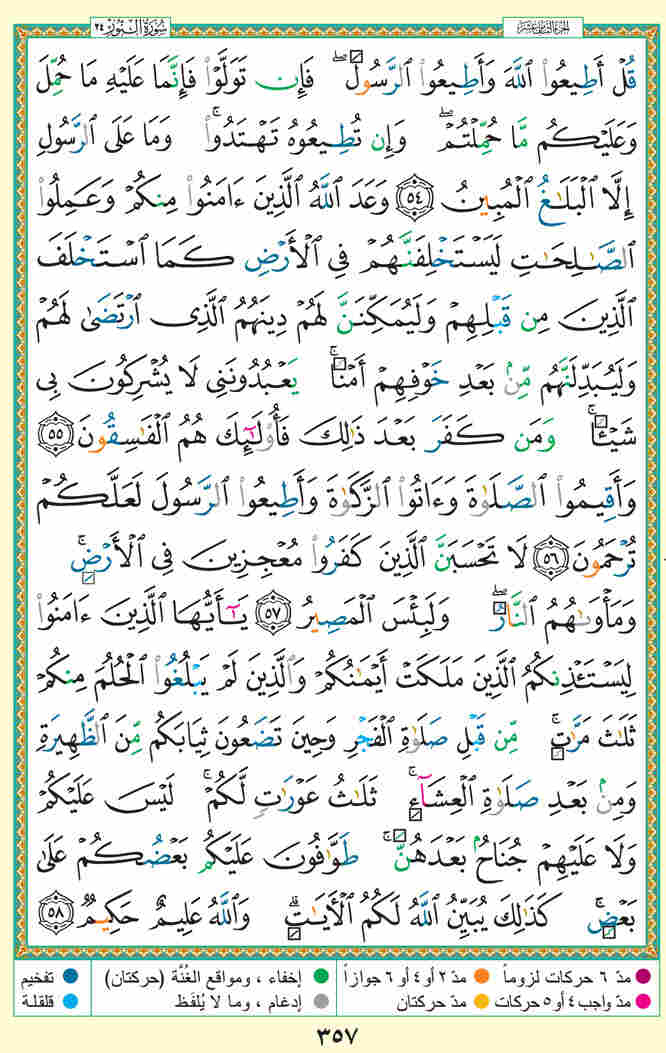 الجزء الثامن عشر
سورة النور ٢٤
قُلْ أَطِيعُوا۟ ٱللَّهَ وَأَطِيعُوا۟ ٱلرَّسُولَ ۖ فَإِن تَوَلَّوْا۟ فَإِنَّمَا عَلَيْهِ مَا حُمِّلَ
وَعَلَيْكُم مَّا حُمِّلْتُمْ ۖ وَإِن تُطِيعُوهُ تَهْتَدُوا۟ ۚ وَمَا عَلَى ٱلرَّسُولِ
إِلَّا ٱلْبَلَـٰغُ ٱلْمُبِينُ ٥٤ وَعَدَ ٱللَّهُ ٱلَّذِينَ ءَامَنُوا۟ مِنكُمْ وَعَمِلُوا۟
ٱلصَّـٰلِحَـٰتِ لَيَسْتَخْلِفَنَّهُمْ فِى ٱلْأَرْضِ كَمَا ٱسْتَخْلَفَ
ٱلَّذِينَ مِن قَبْلِهِمْ وَلَيُمَكِّنَنَّ لَهُمْ دِينَهُمُ ٱلَّذِى ٱرْتَضَىٰ لَهُمْ
وَلَيُبَدِّلَنَّهُم مِّنۢ بَعْدِ خَوْفِهِمْ أَمْنًا ۚ يَعْبُدُونَنِى لَا يُشْرِكُونَ بِى
شَيْـًٔا ۚ وَمَن كَفَرَ بَعْدَ ذَٰلِكَ فَأُو۟لَـٰٓئِكَ هُمُ ٱلْفَـٰسِقُونَ ٥٥
وَأَقِيمُوا۟ ٱلصَّلَوٰةَ وَءَاتُوا۟ ٱلزَّكَوٰةَ وَأَطِيعُوا۟ ٱلرَّسُولَ لَعَلَّكُمْ
تُرْحَمُونَ ٥٦ لَا تَحْسَبَنَّ ٱلَّذِينَ كَفَرُوا۟ مُعْجِزِينَ فِى ٱلْأَرْضِ ۚ
وَمَأْوَىٰهُمُ ٱلنَّارُ ۖ وَلَبِئْسَ ٱلْمَصِيرُ ٥٧ يَـٰٓأَيُّهَا ٱلَّذِينَ ءَامَنُوا۟
لِيَسْتَـْٔذِنكُمُ ٱلَّذِينَ مَلَكَتْ أَيْمَـٰنُكُمْ وَٱلَّذِينَ لَمْ يَبْلُغُوا۟ ٱلْحُلُمَ مِنكُمْ
ثَلَـٰثَ مَرَّٰتٍ ۚ مِّن قَبْلِ صَلَوٰةِ ٱلْفَجْرِ وَحِينَ تَضَعُونَ ثِيَابَكُم مِّنَ ٱلظَّهِيرَةِ
وَمِنۢ بَعْدِ صَلَوٰةِ ٱلْعِشَآءِ ۚ ثَلَـٰثُ عَوْرَٰتٍ لَّكُمْ ۚ لَيْسَ عَلَيْكُمْ
وَلَا عَلَيْهِمْ جُنَاحٌۢ بَعْدَهُنَّ ۚ طَوَّٰفُونَ عَلَيْكُم بَعْضُكُمْ عَلَىٰ
بَعْضٍ ۚ كَذَٰلِكَ يُبَيِّنُ ٱللَّهُ لَكُمُ ٱلْـَٔايَـٰتِ ۗ وَٱللَّهُ عَلِيمٌ حَكِيمٌ ٥٨
مدّ ٦ حركات لزوماً مدّ ٢ أو ٤ أو ٦ جوازاً إخفاء ، ومواقع الغُنَّة (حركتان) تفخيم
مدّ واجب ٤ أو ٥ حركات مدّ حركتان إدغام ، وما لا يُلفَظ قلقلة
٣٥٧